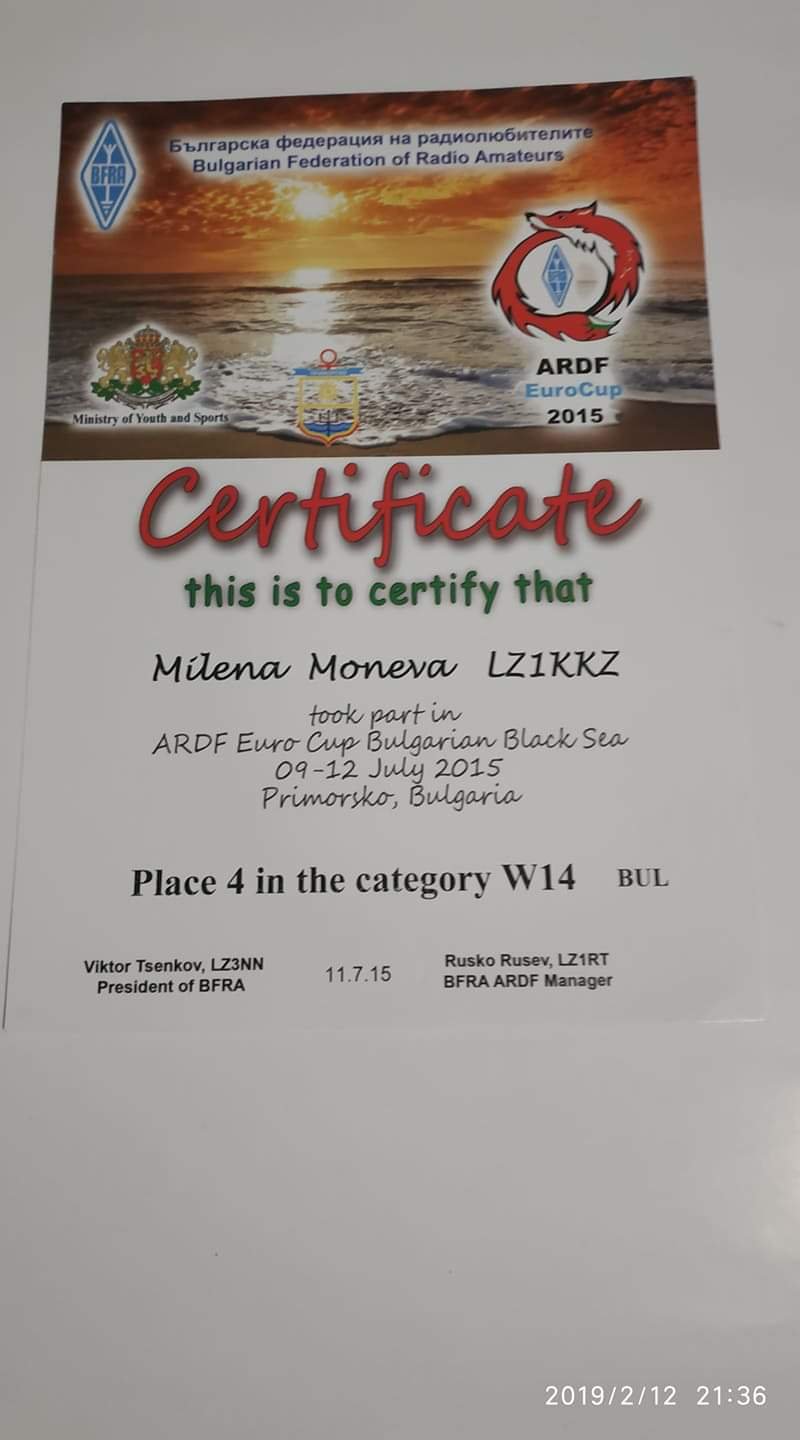 Българска федерация на радиолюбителите
Bulgarian Federation of Radio Amateurs
BFRA
BFRA
ARDF
EuroCup
2015
Ministry of Youth and Sports
Certificate
this is to certify that
Milena Moneva LZ1KKZ
took part in
ARDF Euro Cup Bulgarian Black Sea
09-12 July 2015
Primorsko, Bulgaria
Place 4 in the category W14 BUL
Viktor Tsenkov, LZ3NN
President of BFRA
11.7.15
Rusko Rusev, LZ1RT
BFRA ARDF Manager
2019/2/12 21:36